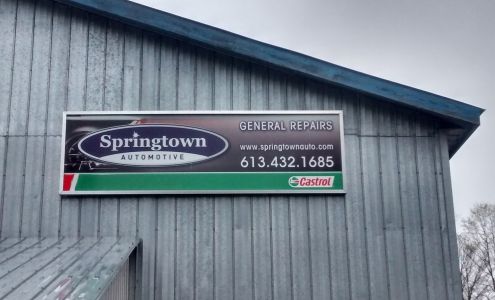 Springtown
AUTOMOTIVE
GENERAL REPAIRS
www.springtownauto.com
613.432.1685
Castrol